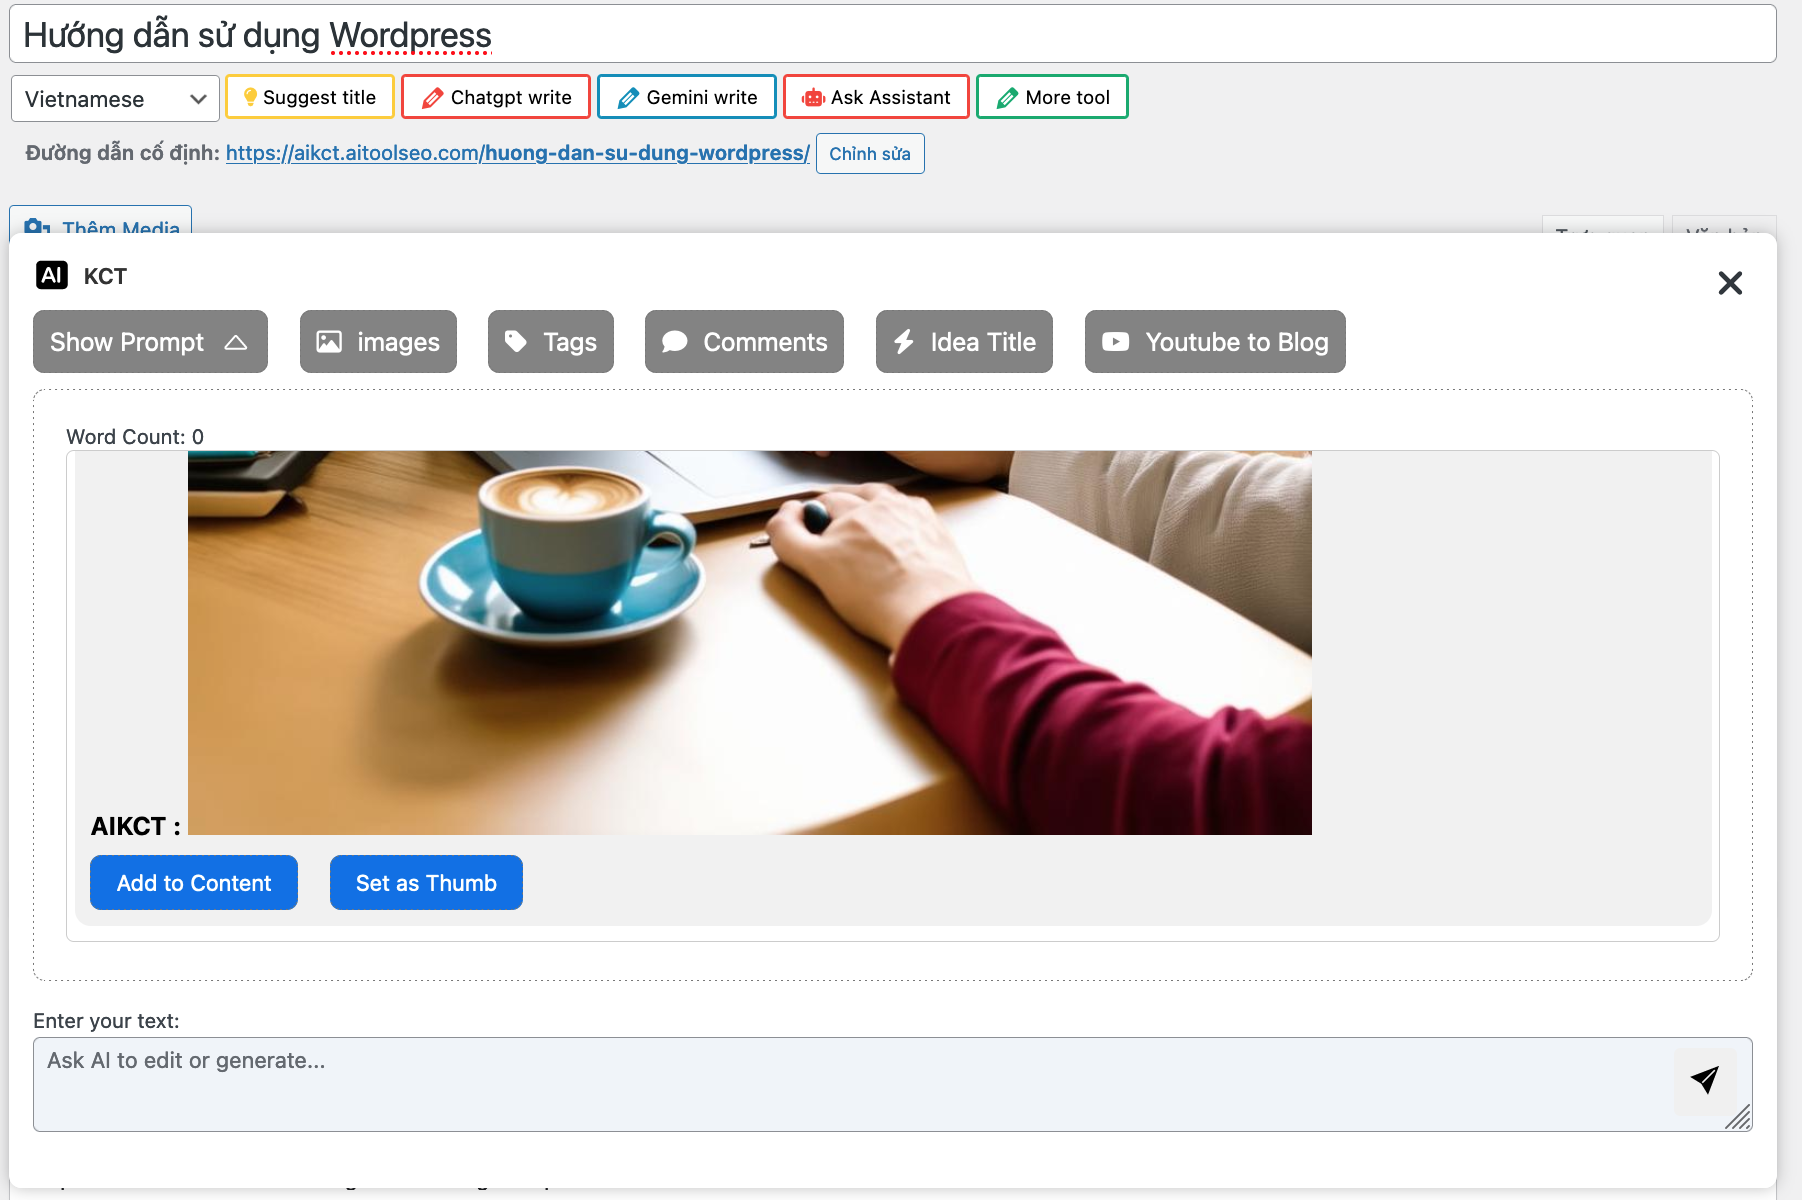 Hướng dẫn sử dụng Wordpress
Vietnamese Suggest title Chatgpt write Gemini write Ask Assistant More tool
Đường dẫn cố định: https://aikct.aitoolseo.com/huong-dan-su-dung-wordpress/ Chỉnh sửa
Thêm Media
AI KCT
Show Prompt images Tags Comments Idea Title Youtube to Blog
Word Count: 0
AIKCT :
Add to Content Set as Thumb
Enter your text:
Ask AI to edit or generate...